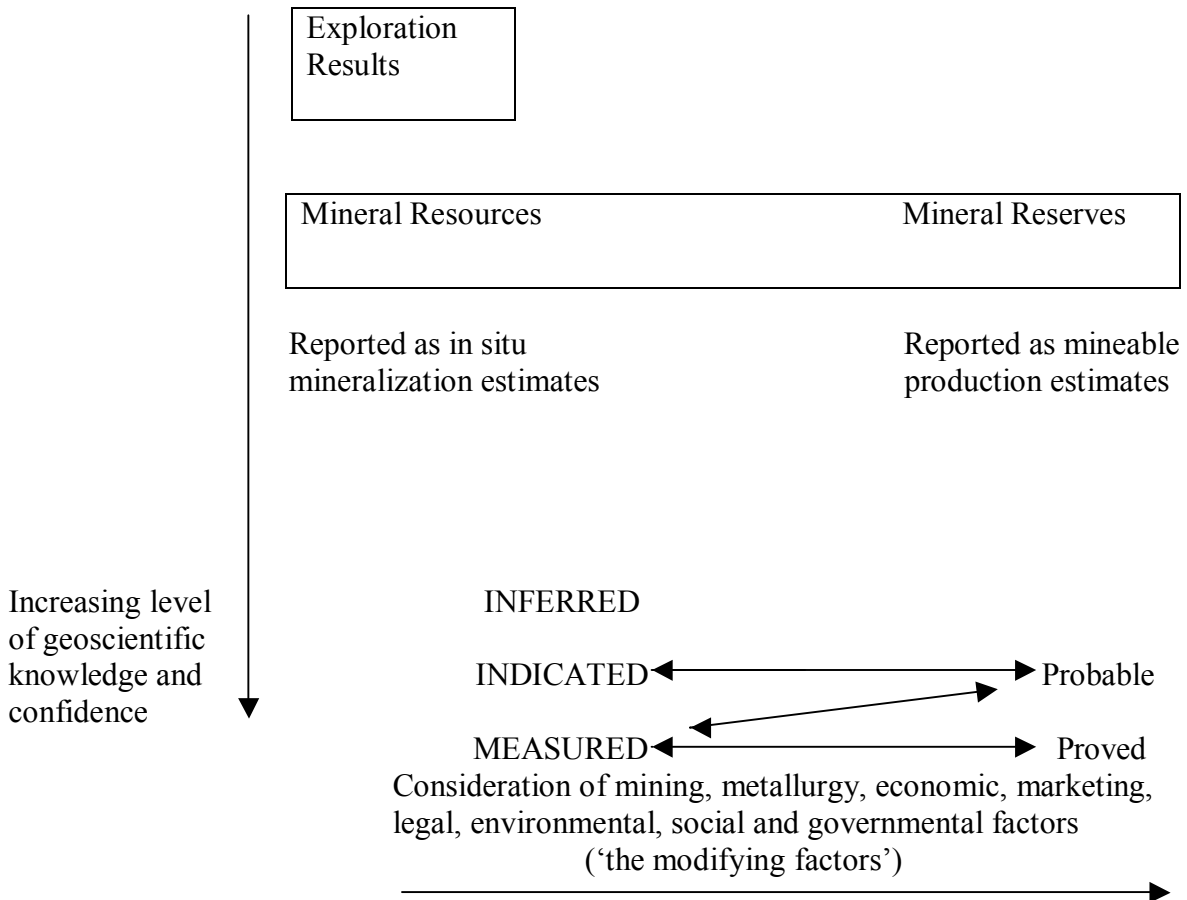 Exploration
Results
Mineral Resources
Mineral Reserves
Reported as in situ
mineralization estimates
Reported as mineable
production estimates
Increasing level
of geoscientific
knowledge and
confidence
INFERRED
INDICATED
Probable
MEASURED
Proved
Consideration of mining, metallurgy, economic, marketing,
legal, environmental, social and governmental factors
(‘the modifying factors’)